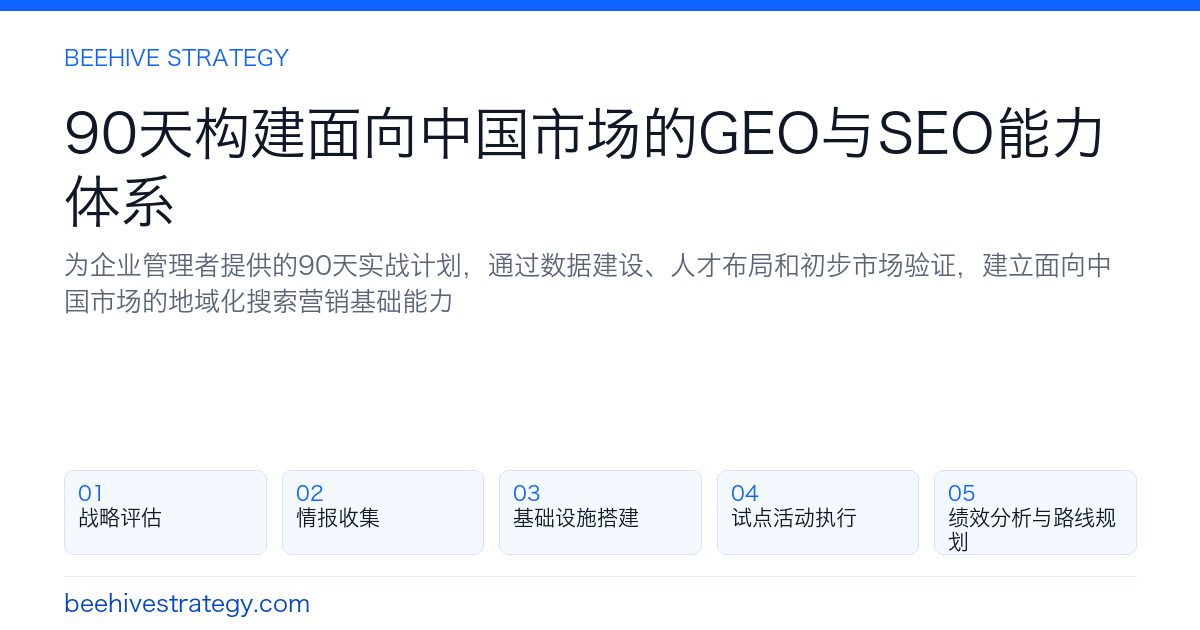 BEEHIVE STRATEGY
90天构建面向中国市场的GEO与SEO能力
体系
为企业管理者提供的90天实战计划，通过数据建设、人才布局和初步市场验证，建立面向中
国市场的地域化搜索营销基础能力
01
战略评估
02
情报收集
03
基础设施搭建
04
试点活动执行
05
绩效分析与路线规
划
beehivestrategy.com